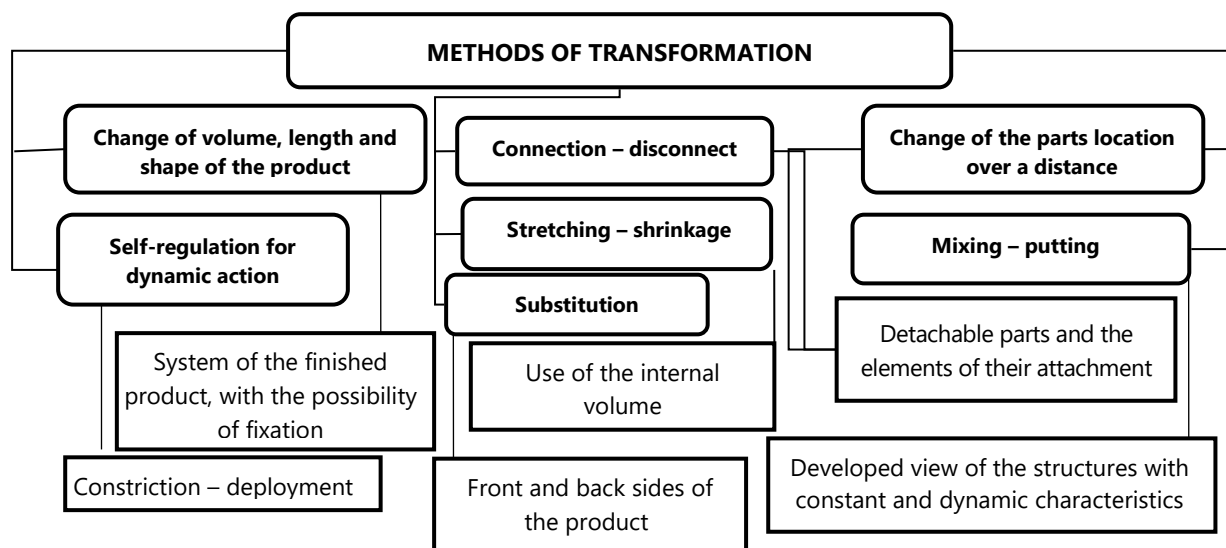 METHODS OF TRANSFORMATION
Change of volume, length and
shape of the product
Connection – disconnect
Change of the parts location
over a distance
Self-regulation for
dynamic action
Stretching – shrinkage
Mixing – putting
Substitution
System of the finished
product, with the possibility
of fixation
Use of the internal
volume
Detachable parts and the
elements of their attachment
Constriction – deployment
Front and back sides of
the product
Developed view of the structures with
constant and dynamic characteristics